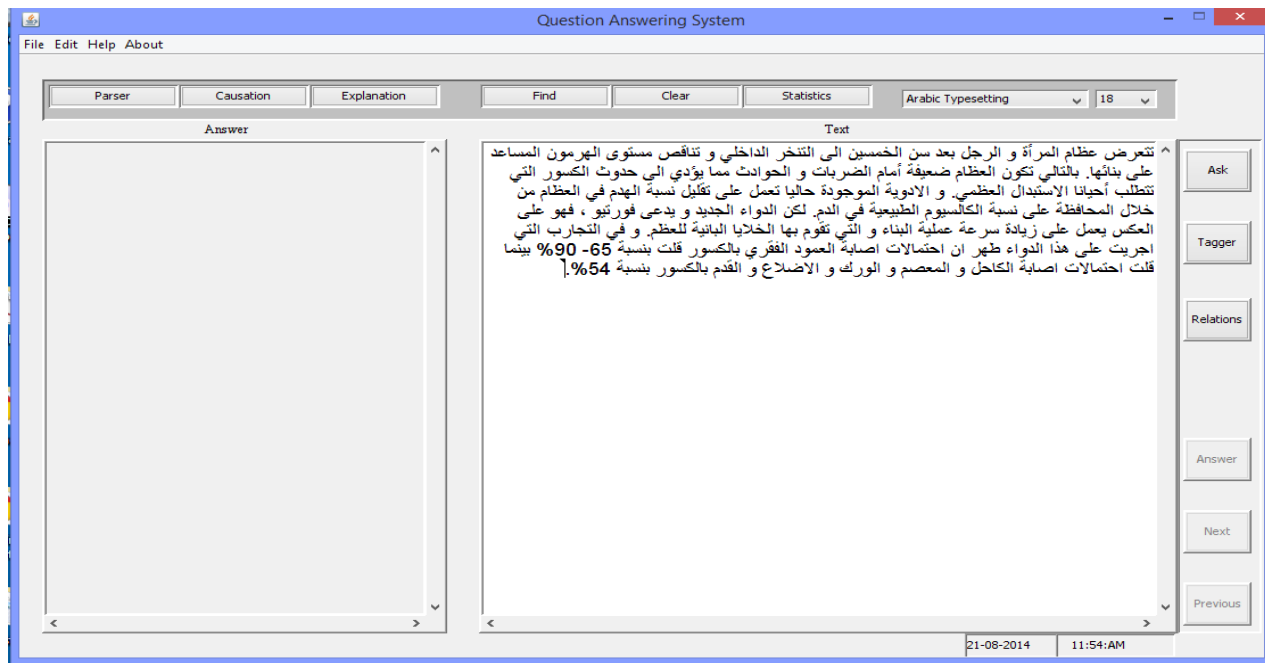 Question Answering System
File Edit Help About
Parser Causation Explanation Find Clear Statistics Arabic Typesetting 18
Answer Text
تتعرض عظام المرأة و الرجل بعد سن الخمسين الى التنخر الداخلي و تناقص مستوى الهرمون المساعد
على بنائها. بالتالي تكون العظام ضعيفة أمام الضربات و الحوادث مما يؤدي الى حدوث الكسور التي
تتطلب أحيانا الاستبدال العظمي. و الادوية الموجودة حاليا تعمل على تقليل نسبة الهدم في العظام من
خلال المحافظة على نسبة الكالسيوم الطبيعية في الدم. لكن الدواء الجديد و يدعى فورتيو ، فهو على
العكس يعمل على زيادة سرعة عملية البناء و التي تقوم بها الخلايا البانية للعظم. و في التجارب التي
اجريت على هذا الدواء طهر ان احتمالات اصابة العمود الفقري بالكسور قلت بنسبة 65- 90% بينما
قلت احتمالات اصابة الكاحل و المعصم و الورك و الاضلاع و القدم بالكسور بنسبة 54%.
Ask
Tagger
Relations
Answer
Next
Previous
21-08-2014 11:54:AM